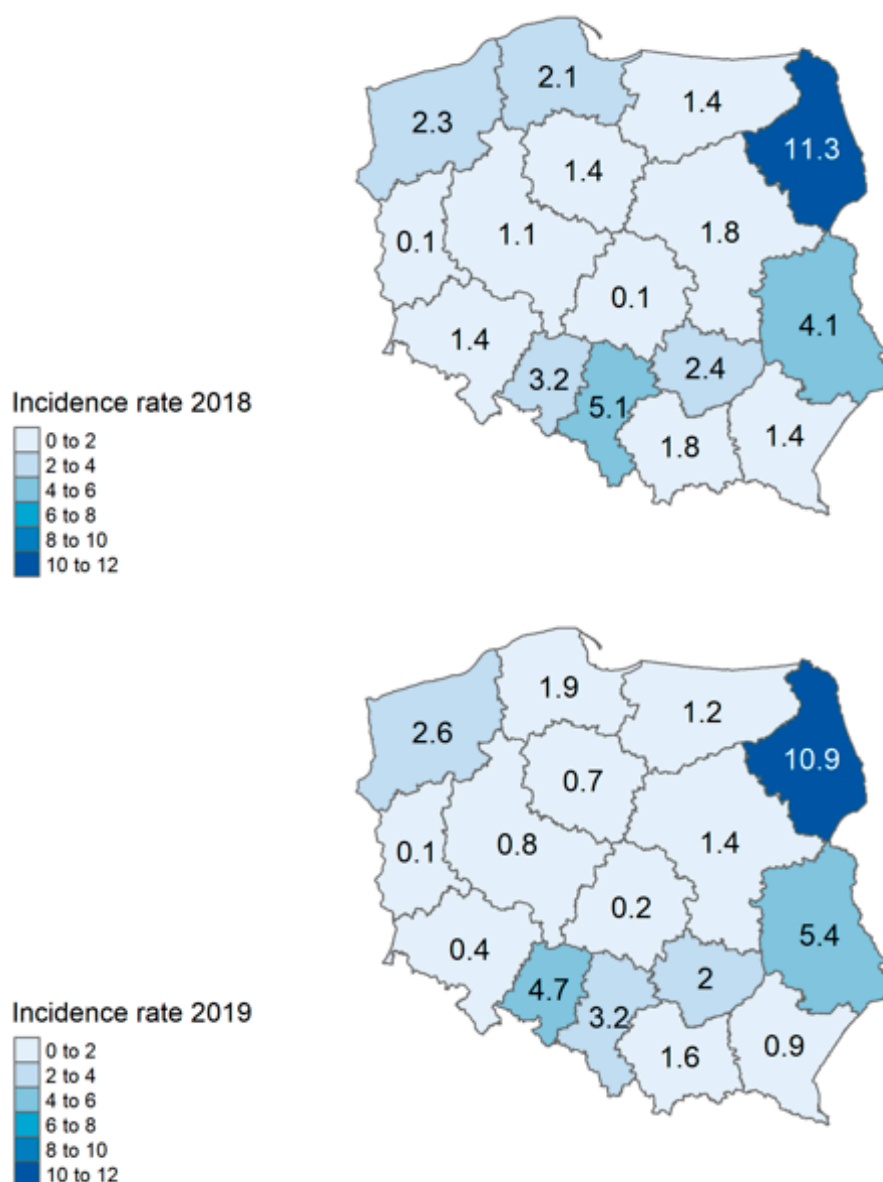 2.1
1.4
2.3
11.3
1.4
1.8
0.1
1.1
0.1
4.1
1.4
2.4
3.2
5.1
1.8
1.4
Incidence rate 2018
0 to 2
2 to 4
4 to 6
6 to 8
8 to 10
10 to 12
1.9
1.2
2.6
10.9
0.7
1.4
0.1
0.8
0.2
5.4
0.4
4.7
2
3.2
1.6
0.9
Incidence rate 2019
0 to 2
2 to 4
4 to 6
6 to 8
8 to 10
10 to 12